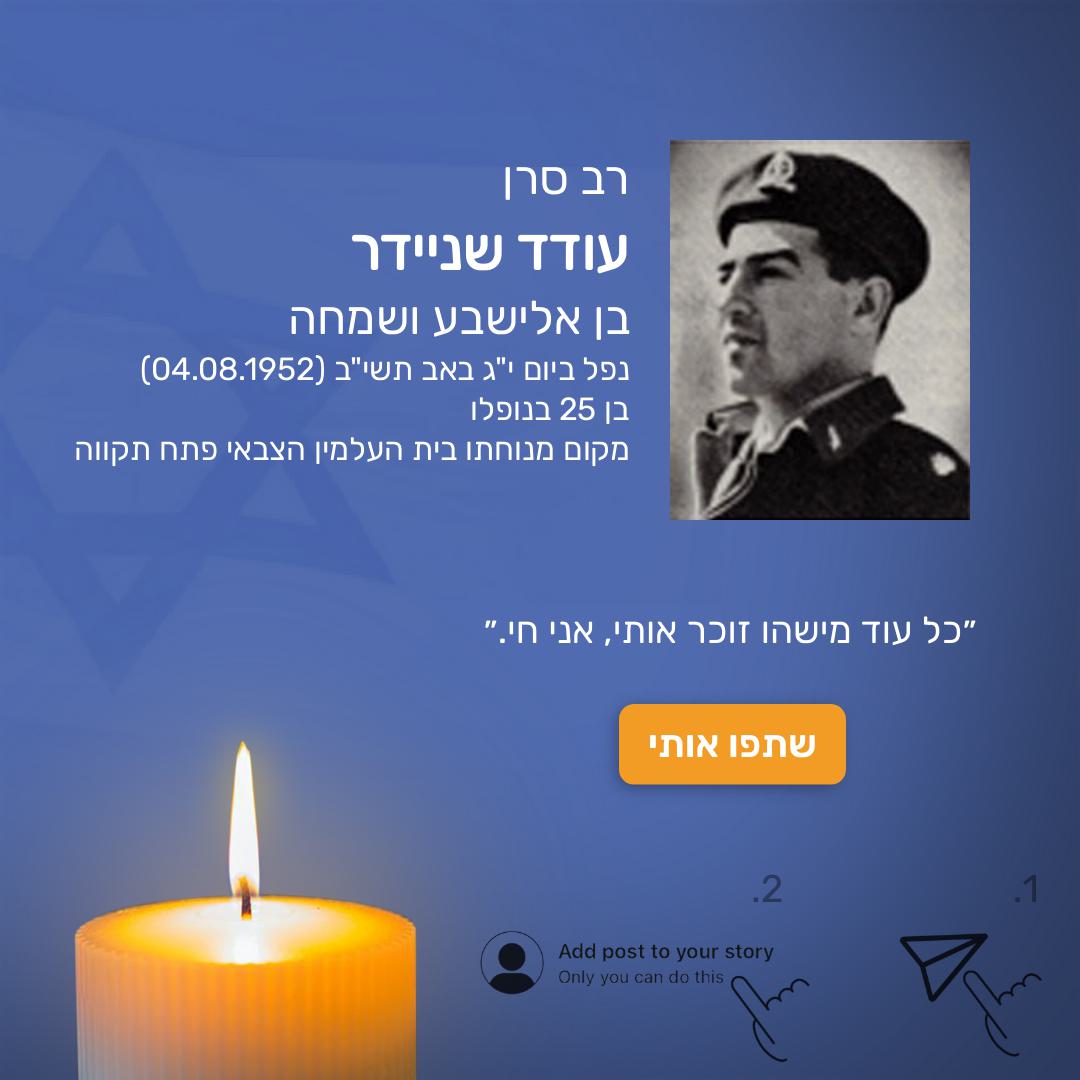 רב סרן
עודד שניידר
בן אלישבע ושמחה
נפל ביום י"ג באב תשי"ב (04.08.1952)
בן 25 בנופלו
מקום מנוחתו בית העלמין הצבאי פתח תקווה
״כל עוד מישהו זוכר אותי, אני חי.״
שתפו אותי
.1
.2
Add post to your story
Only you can do this